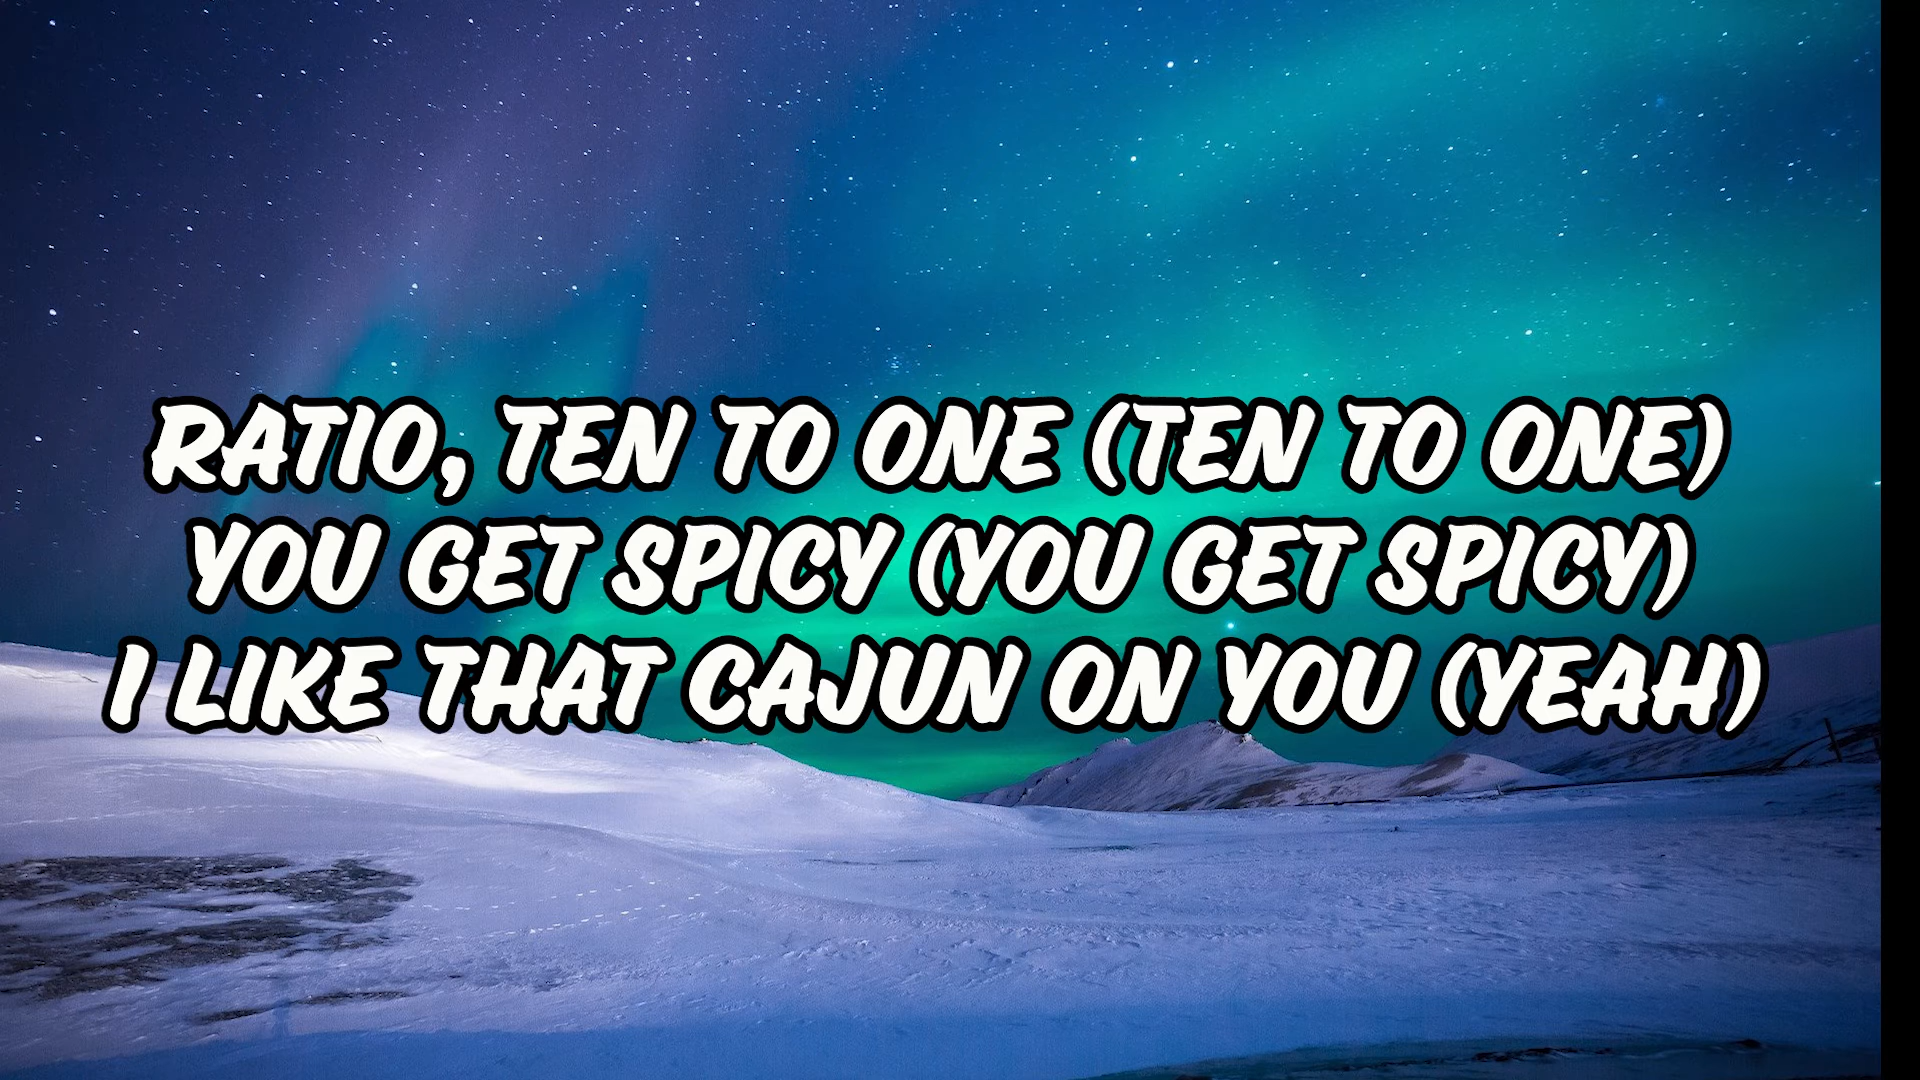 RATIO, TEN TO ONE (TEN TO ONE)
YOU GET SPICY (YOU GET SPICY)
I LIKE THAT CAJUN ON YOU (YEAH)